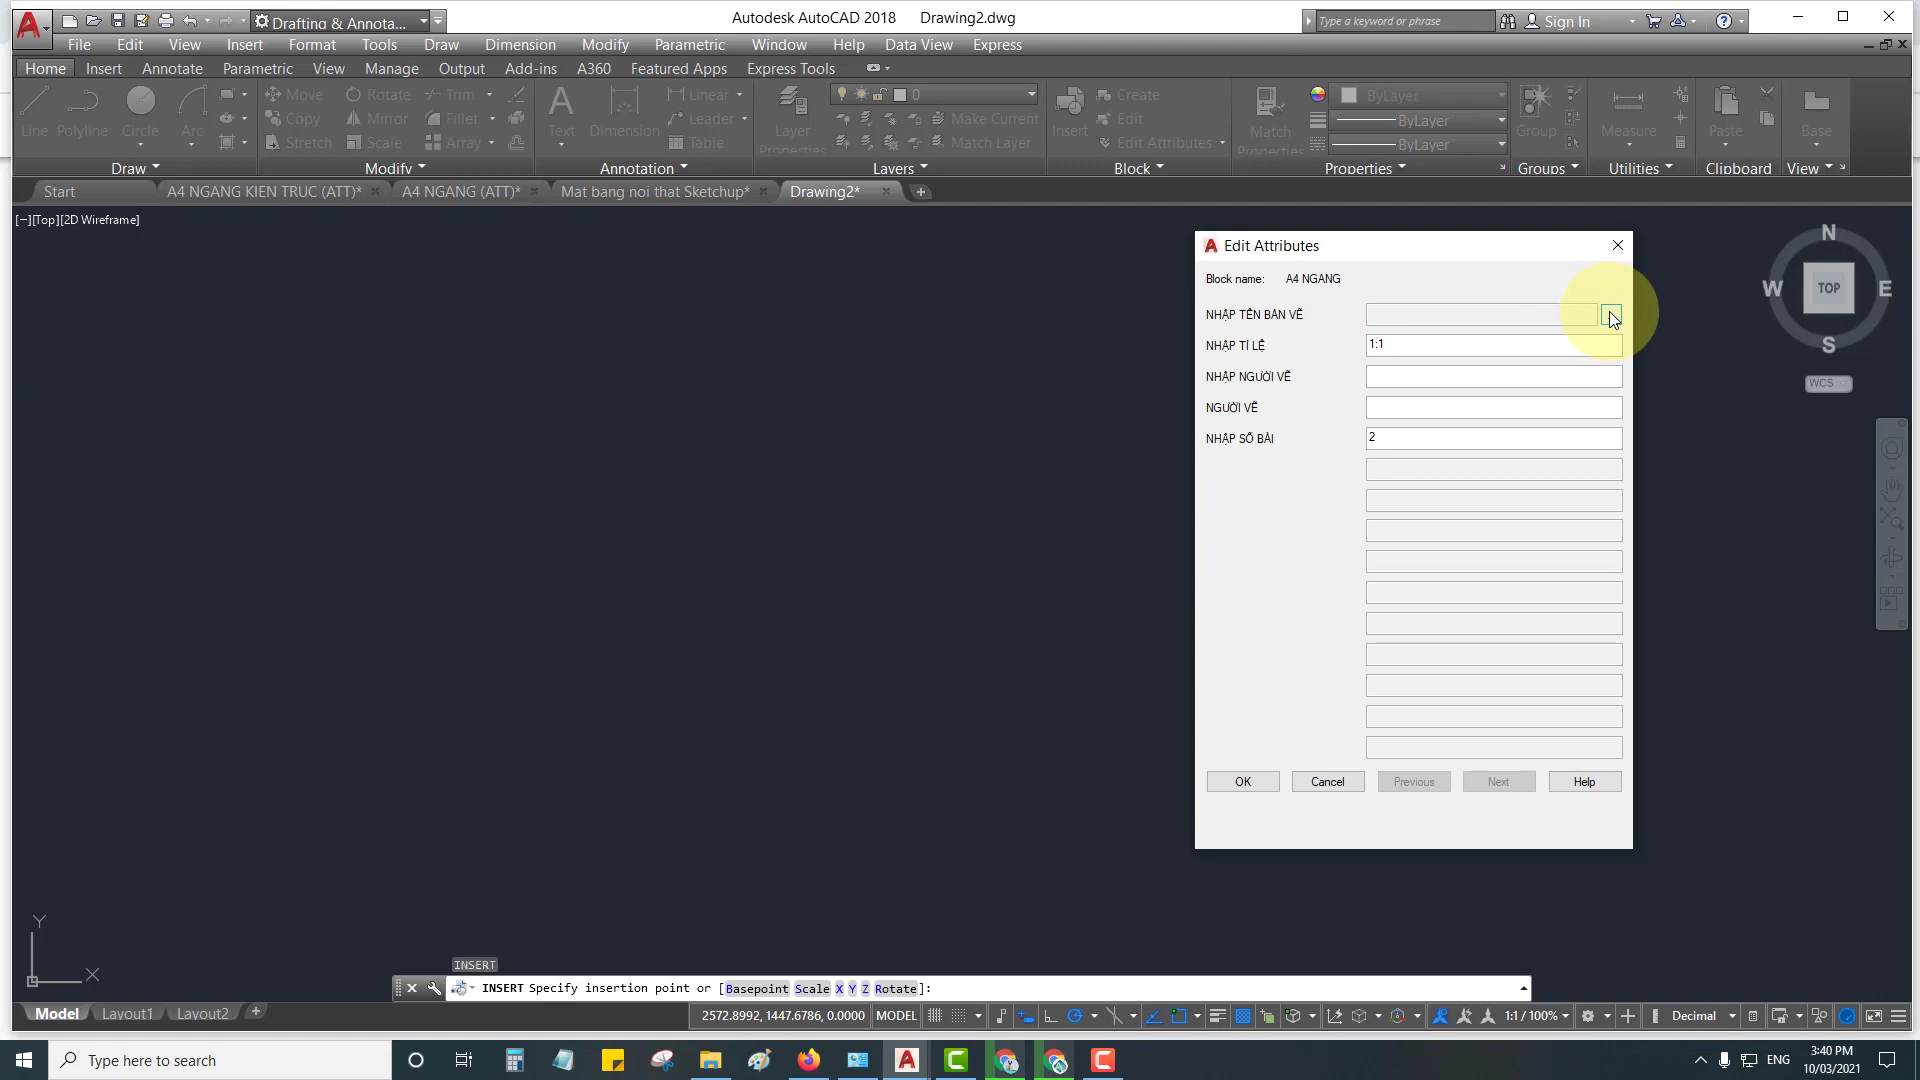 Drafting & Annota...
Autodesk AutoCAD 2018 Drawing2.dwg
Type a keyword or phrase
Sign In
File Edit View Insert Format Tools Draw Dimension Modify Parametric Window Help Data View Express
Home Insert Annotate Parametric View Manage Output Add-ins A360 Featured Apps Express Tools
Line Polyline Circle Arc
Move Rotate Trim
Copy Mirror Fillet
Stretch Scale Array
Text Dimension
Linear
Leader
Table
Layer Properties
0
Make Current
Match Layer
Insert
Create
Edit
Edit Attributes
Match Properties
ByLayer
ByLayer
ByLayer
Group
Measure
Paste
Base
Draw Modify Annotation Layers Block Properties Groups Utilities Clipboard View
Start A4 NGANG KIEN TRUC (ATT)* A4 NGANG (ATT)* Mat bang noi that Sketchup* Drawing2*
[−][Top][2D Wireframe]
Edit Attributes
Block name: A4 NGANG
NHẬP TÊN BẢN VẼ
NHẬP TỈ LỆ 1:1
NHẬP NGƯỜI VẼ
NGƯỜI VẼ
NHẬP SỐ BÀI 2
OK Cancel Previous Next Help
N
W TOP E
S
WCS
Y
X
INSERT
INSERT Specify insertion point or [Basepoint Scale X Y Z Rotate]:
Model Layout1 Layout2
2572.8992, 1447.6786, 0.0000 MODEL 1:1 / 100% Decimal
Type here to search
ENG
3:40 PM
10/03/2021